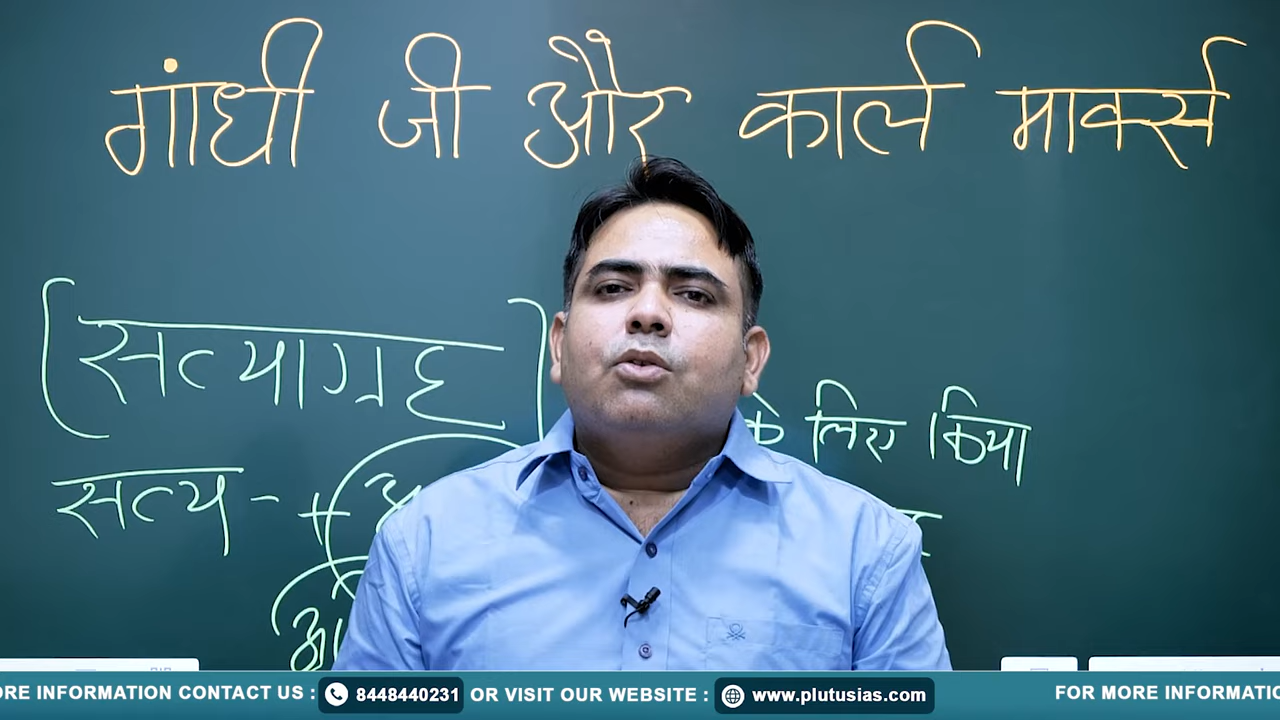 गांधी जी और कार्ल मार्क्स
[सत्याग्रह]
के लिए किया
सत्य - +
ORE INFORMATION CONTACT US : 8448440231 OR VISIT OUR WEBSITE : www.plutusias.com FOR MORE INFORMATIO